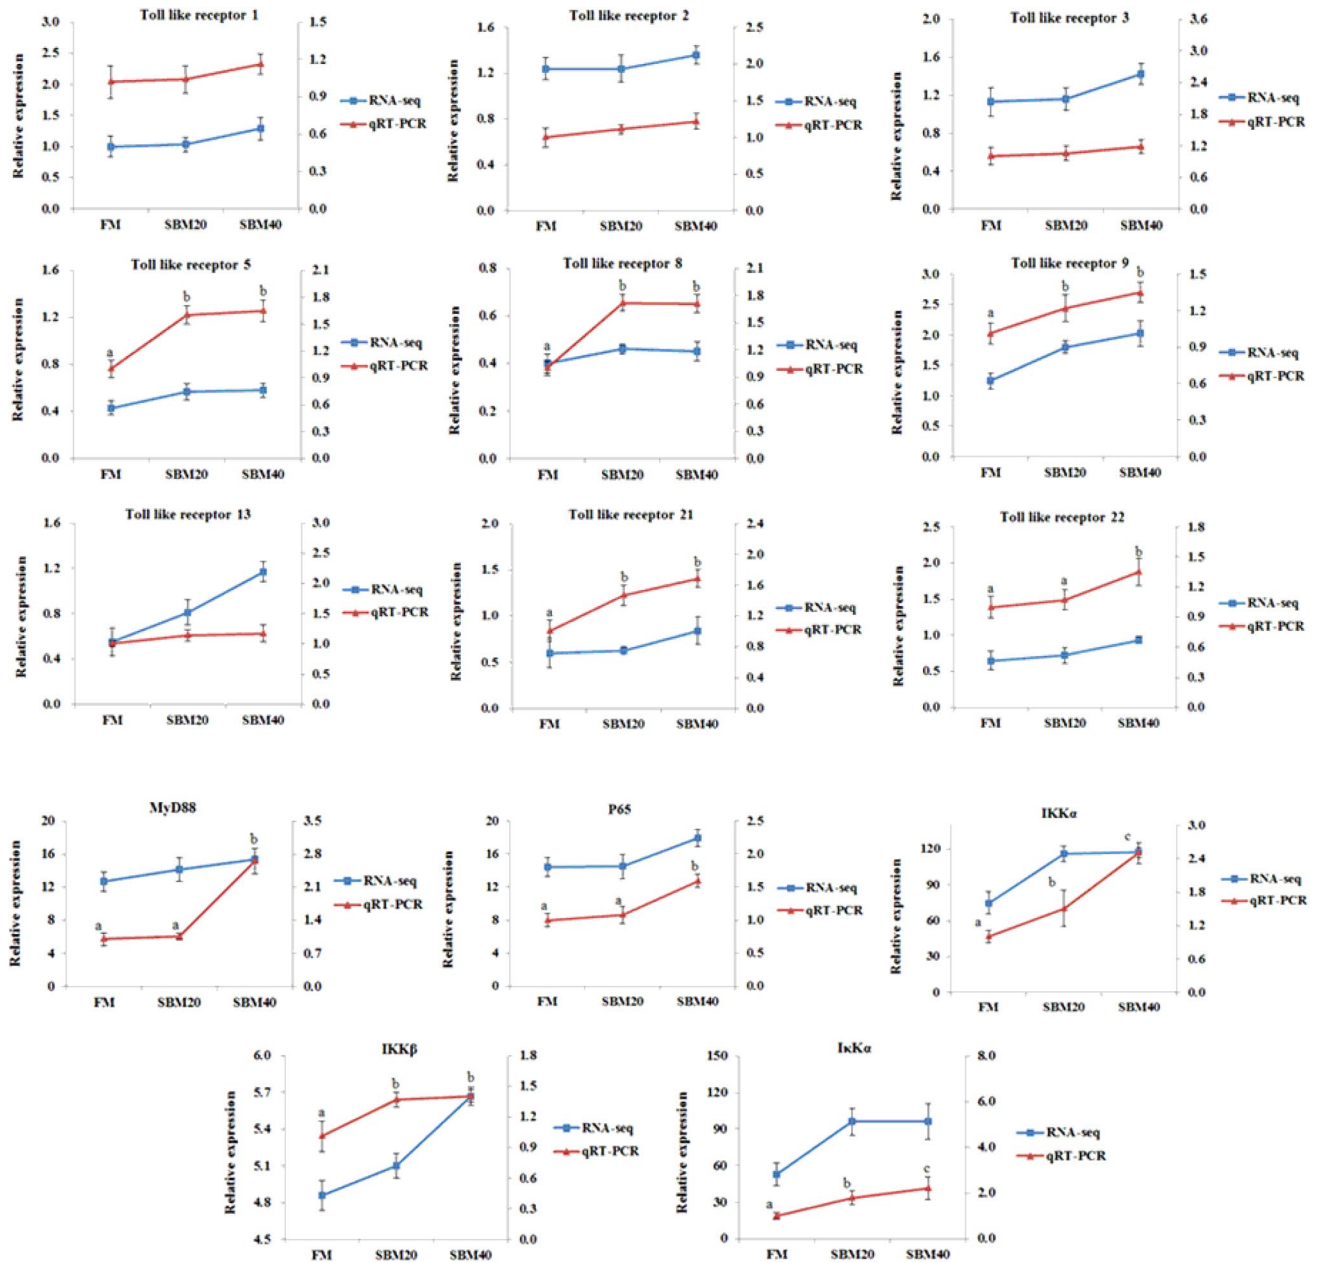 Toll like receptor 1
3.0
2.5
2.0
1.5
1.0
0.5
0.0
1.5
1.2
0.9
0.6
0.3
0.0
Relative expression
RNA-seq
qRT-PCR
FM SBM20 SBM40
Toll like receptor 2
1.6
1.2
0.8
0.4
0.0
2.5
2.0
1.5
1.0
0.5
0.0
Relative expression
RNA-seq
qRT-PCR
FM SBM20 SBM40
Toll like receptor 3
2.0
1.6
1.2
0.8
0.4
0.0
3.6
3.0
2.4
1.8
1.2
0.6
0.0
Relative expression
RNA-seq
qRT-PCR
FM SBM20 SBM40
Toll like receptor 5
1.6
1.2
0.8
0.4
0.0
2.1
1.8
1.5
1.2
0.9
0.6
0.3
0.0
Relative expression
a b b
RNA-seq
qRT-PCR
FM SBM20 SBM40
Toll like receptor 8
0.8
0.6
0.4
0.2
0.0
2.1
1.8
1.5
1.2
0.9
0.6
0.3
0.0
Relative expression
a b b
RNA-seq
qRT-PCR
FM SBM20 SBM40
Toll like receptor 9
3.0
2.5
2.0
1.5
1.0
0.5
0.0
1.5
1.2
0.9
0.6
0.3
0.0
Relative expression
a b b
RNA-seq
qRT-PCR
FM SBM20 SBM40
Toll like receptor 13
1.6
1.2
0.8
0.4
0.0
3.0
2.5
2.0
1.5
1.0
0.5
0.0
Relative expression
RNA-seq
qRT-PCR
FM SBM20 SBM40
Toll like receptor 21
2.0
1.5
1.0
0.5
0.0
2.4
2.0
1.6
1.2
0.8
0.4
0.0
Relative expression
a b b
a
RNA-seq
qRT-PCR
FM SBM20 SBM40
Toll like receptor 22
2.5
2.0
1.5
1.0
0.5
0.0
1.8
1.5
1.2
0.9
0.6
0.3
0.0
Relative expression
a a b
RNA-seq
qRT-PCR
FM SBM20 SBM40
MyD88
20
16
12
8
4
0
3.5
2.8
2.1
1.4
0.7
0.0
Relative expression
a a b
RNA-seq
qRT-PCR
FM SBM20 SBM40
P65
20
16
12
8
4
0
2.5
2.0
1.5
1.0
0.5
0.0
Relative expression
a a b
RNA-seq
qRT-PCR
FM SBM20 SBM40
IKKα
120
90
60
30
0
3.0
2.4
1.8
1.2
0.6
0.0
Relative expression
a b c
RNA-seq
qRT-PCR
FM SBM20 SBM40
IKKβ
6.0
5.7
5.4
5.1
4.8
4.5
1.8
1.5
1.2
0.9
0.6
0.3
0.0
Relative expression
a b b
RNA-seq
qRT-PCR
FM SBM20 SBM40
IκKα
150
120
90
60
30
0
8.0
6.0
4.0
2.0
0.0
Relative expression
a b c
RNA-seq
qRT-PCR
FM SBM20 SBM40